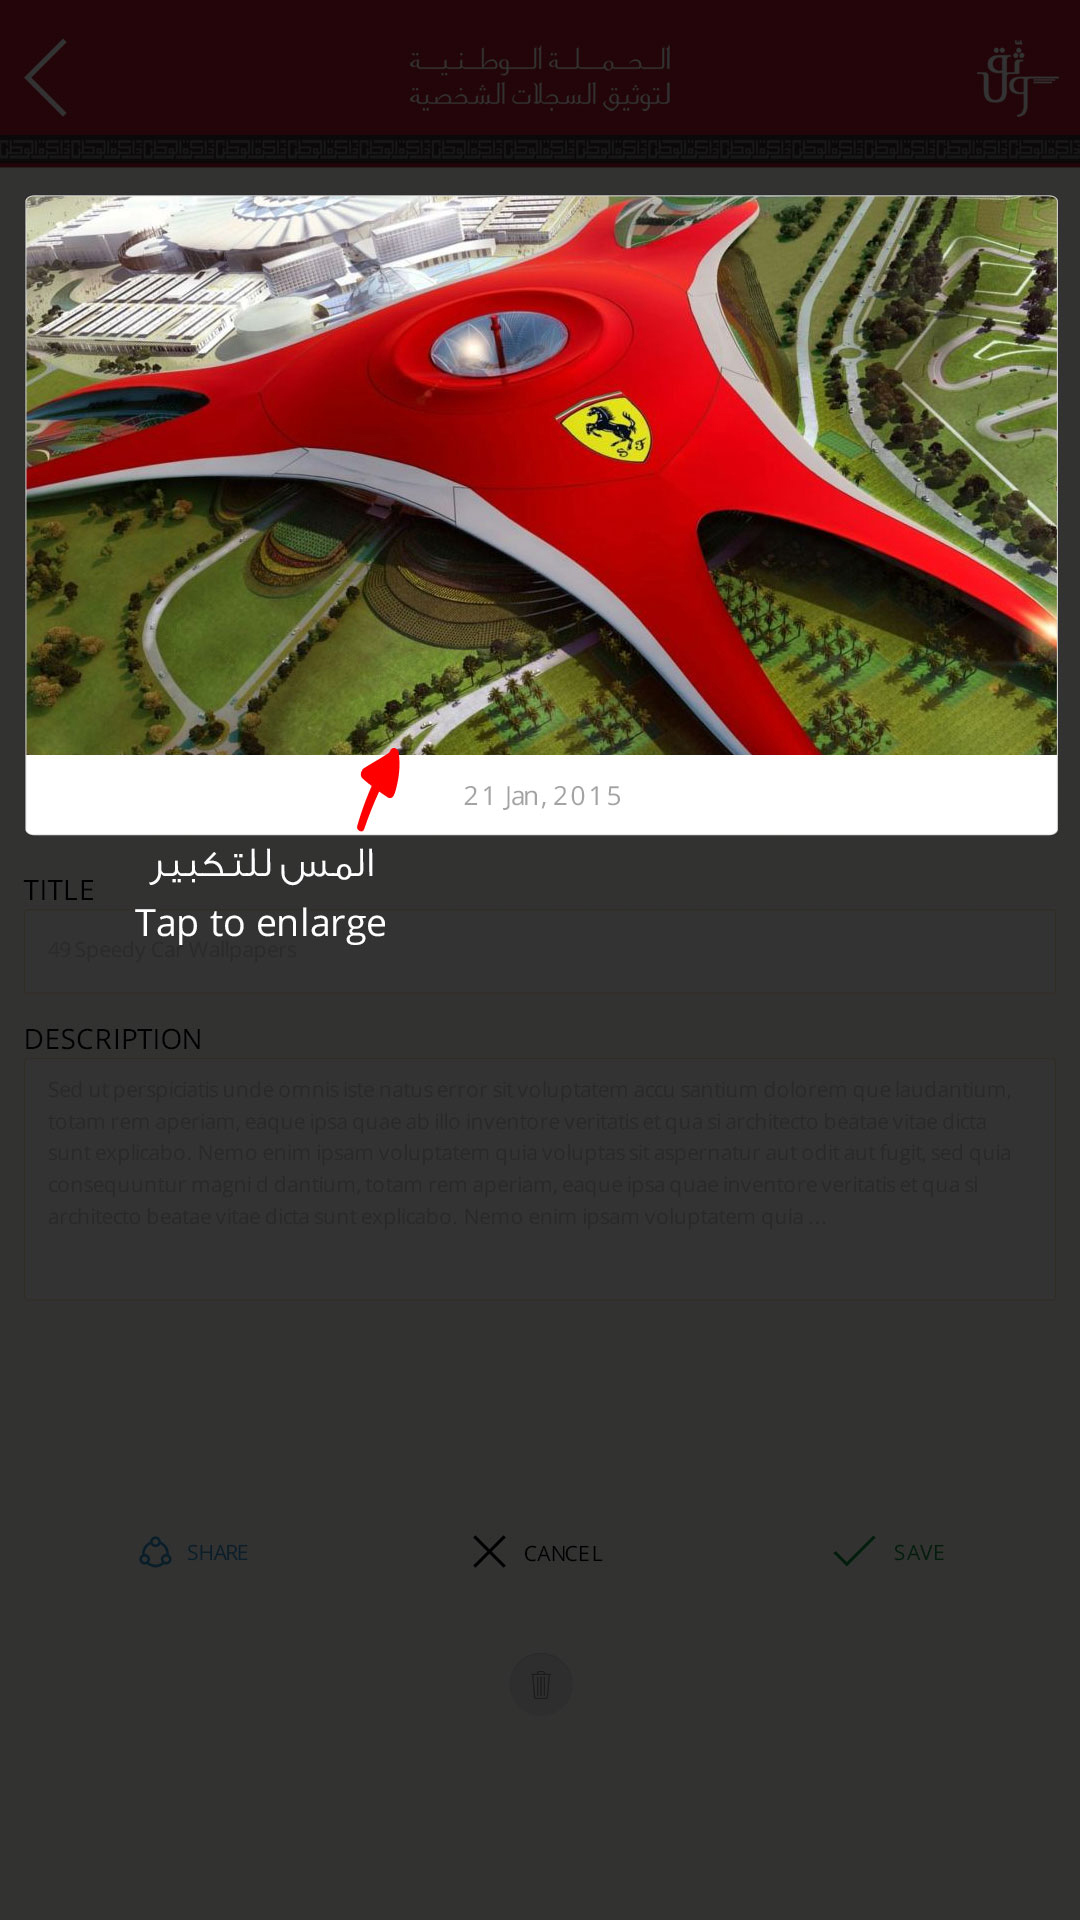 الحملة الوطنية
لتوثيق السجلات الشخصية
وثق
S F
21 Jan, 2015
المس للتكبير
Tap to enlarge
TITLE
49 Speedy Car Wallpapers
DESCRIPTION
Sed ut perspiciatis unde omnis iste natus error sit voluptatem accu santium dolorem que laudantium,
totam rem aperiam, eaque ipsa quae ab illo inventore veritatis et qua si architecto beatae vitae dicta
sunt explicabo. Nemo enim ipsam voluptatem quia voluptas sit aspernatur aut odit aut fugit, sed quia
consequuntur magni d dantium, totam rem aperiam, eaque ipsa quae inventore veritatis et qua si
architecto beatae vitae dicta sunt explicabo. Nemo enim ipsam voluptatem quia ...
SHARE
CANCEL
SAVE